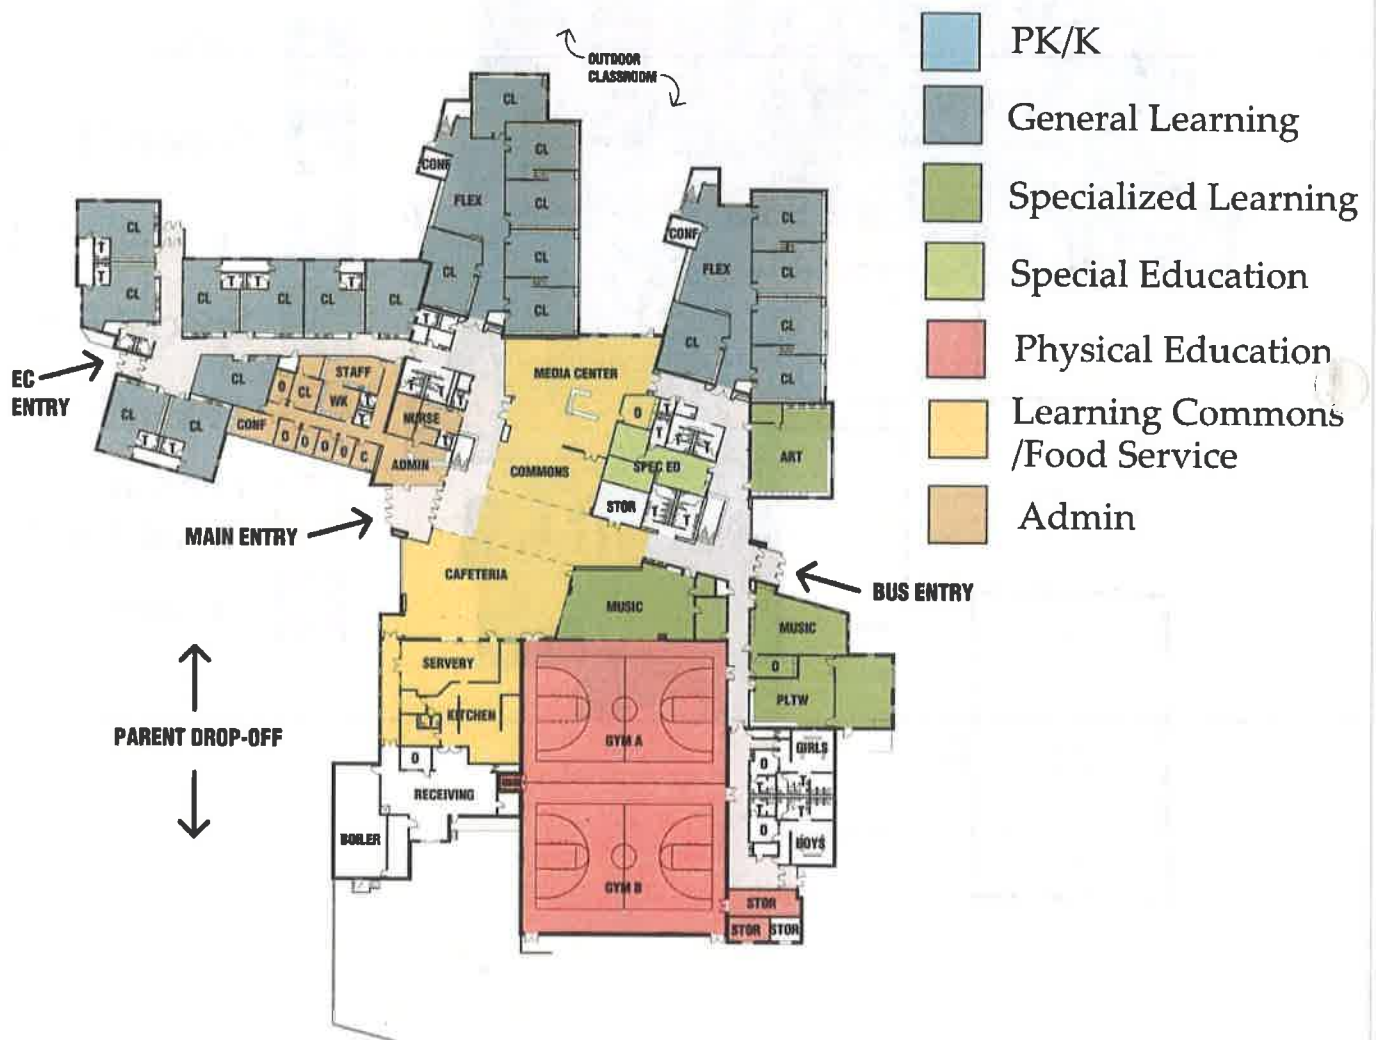 OUTDOOR
CLASSROOM
PK/K
General Learning
Specialized Learning
Special Education
Physical Education
Learning Commons
/Food Service
Admin
CL
CL
CONF
CL
FLEX
CL
CL
CL
CL
CONF
FLEX
CL
CL
CL
CL
CL
CL
T
T
CL
CL
T
T
CL
CL
T
CL
T
EC
ENTRY
CL
O
CL
STAFF
WK
T
T
CONF
O
O
O
O
C
NURSE
T
ADMIN
CL
CL
T
T
MEDIA CENTER
O
T
T
COMMONS
SPEC ED
STOR
T
T
ART
MAIN ENTRY
BUS ENTRY
CAFETERIA
MUSIC
MUSIC
O
PLTW
SERVERY
KITCHEN
T
PARENT DROP-OFF
GYM A
GIRLS
O
T
T
T
T
O
BOYS
O
RECEIVING
BOILER
GYM B
STOR
STOR
STOR